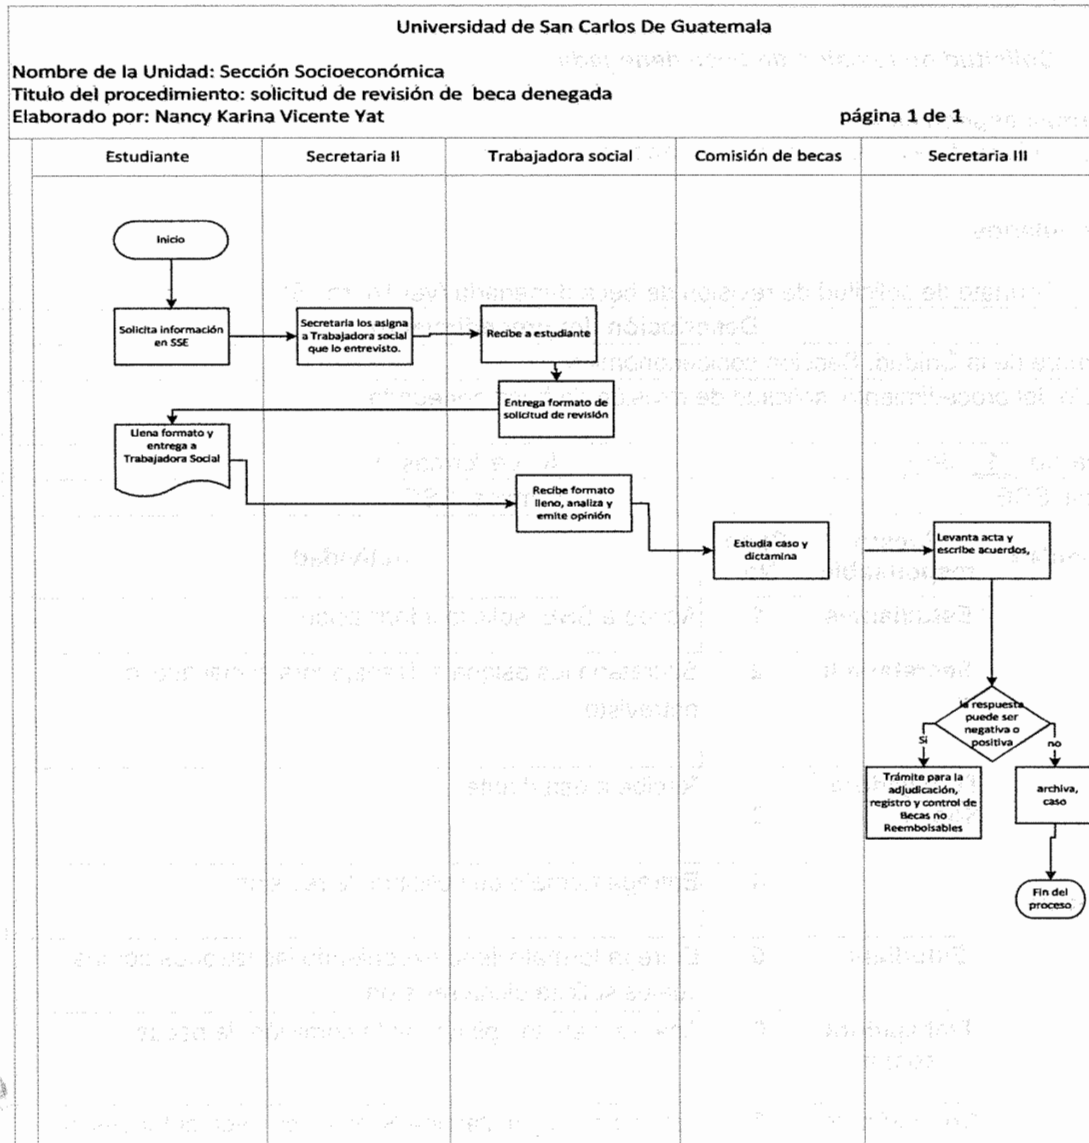 Universidad de San Carlos De Guatemala
Nombre de la Unidad: Sección Socioeconómica
Titulo del procedimiento: solicitud de revisión de beca denegada
Elaborado por: Nancy Karina Vicente Yat
página 1 de 1
Estudiante
Secretaria II
Trabajadora social
Comisión de becas
Secretaria III
Inicio
Solicita información
en SSE
Secretaria los asigna
a Trabajadora social
que lo entrevisto.
Recibe a estudiante
Entrega formato de
solicitud de revisión
Llena formato y
entrega a
Trabajadora Social
Recibe formato
lleno, analiza y
emite opinión
Estudia caso y
dictamina
Levanta acta y
escribe acuerdos,
la respuesta
puede ser
negativa o
positiva
Sí
no
Trámite para la
adjudicación,
registro y control de
Becas no
Reembolsables
archiva,
caso
Fin del
proceso